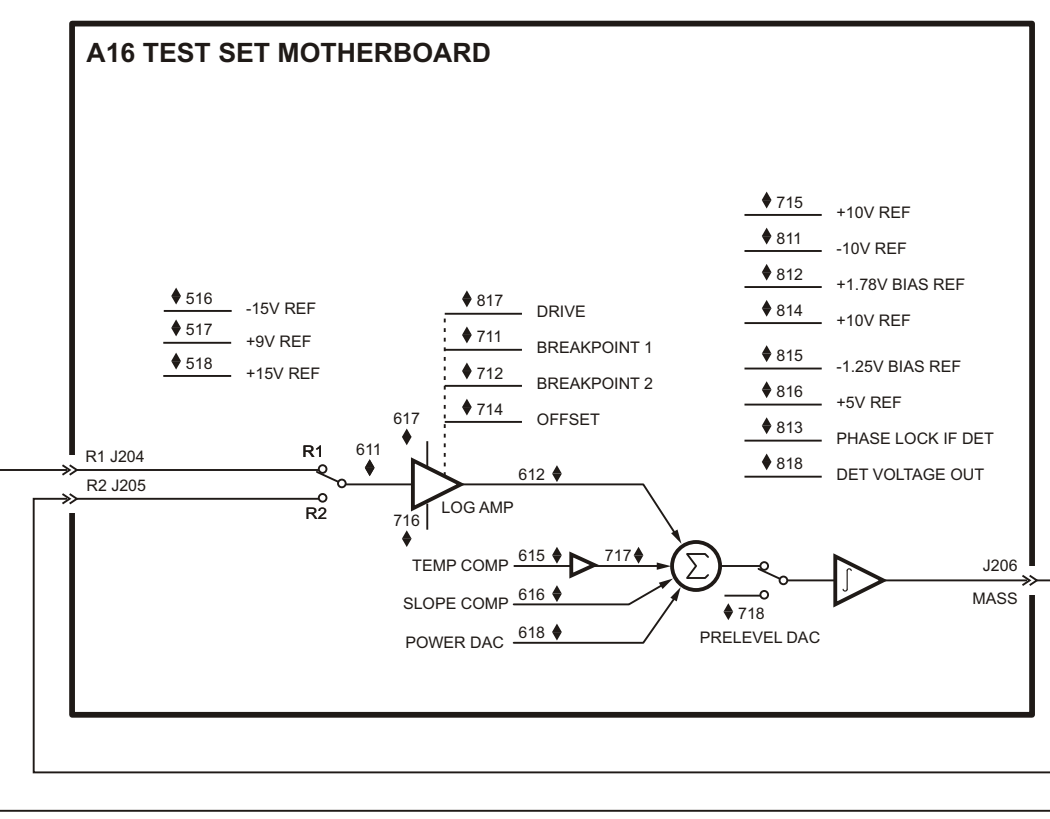 A16 TEST SET MOTHERBOARD
715 +10V REF
811 -10V REF
812 +1.78V BIAS REF
814 +10V REF
815 -1.25V BIAS REF
816 +5V REF
813 PHASE LOCK IF DET
818 DET VOLTAGE OUT
516 -15V REF
517 +9V REF
518 +15V REF
817 DRIVE
711 BREAKPOINT 1
712 BREAKPOINT 2
714 OFFSET
R1 J204
R2 J205
R1
R2
611
617
716
LOG AMP
612
TEMP COMP 615 717
SLOPE COMP 616
POWER DAC 618
Σ
718
PRELEVEL DAC
∫
J206
MASS